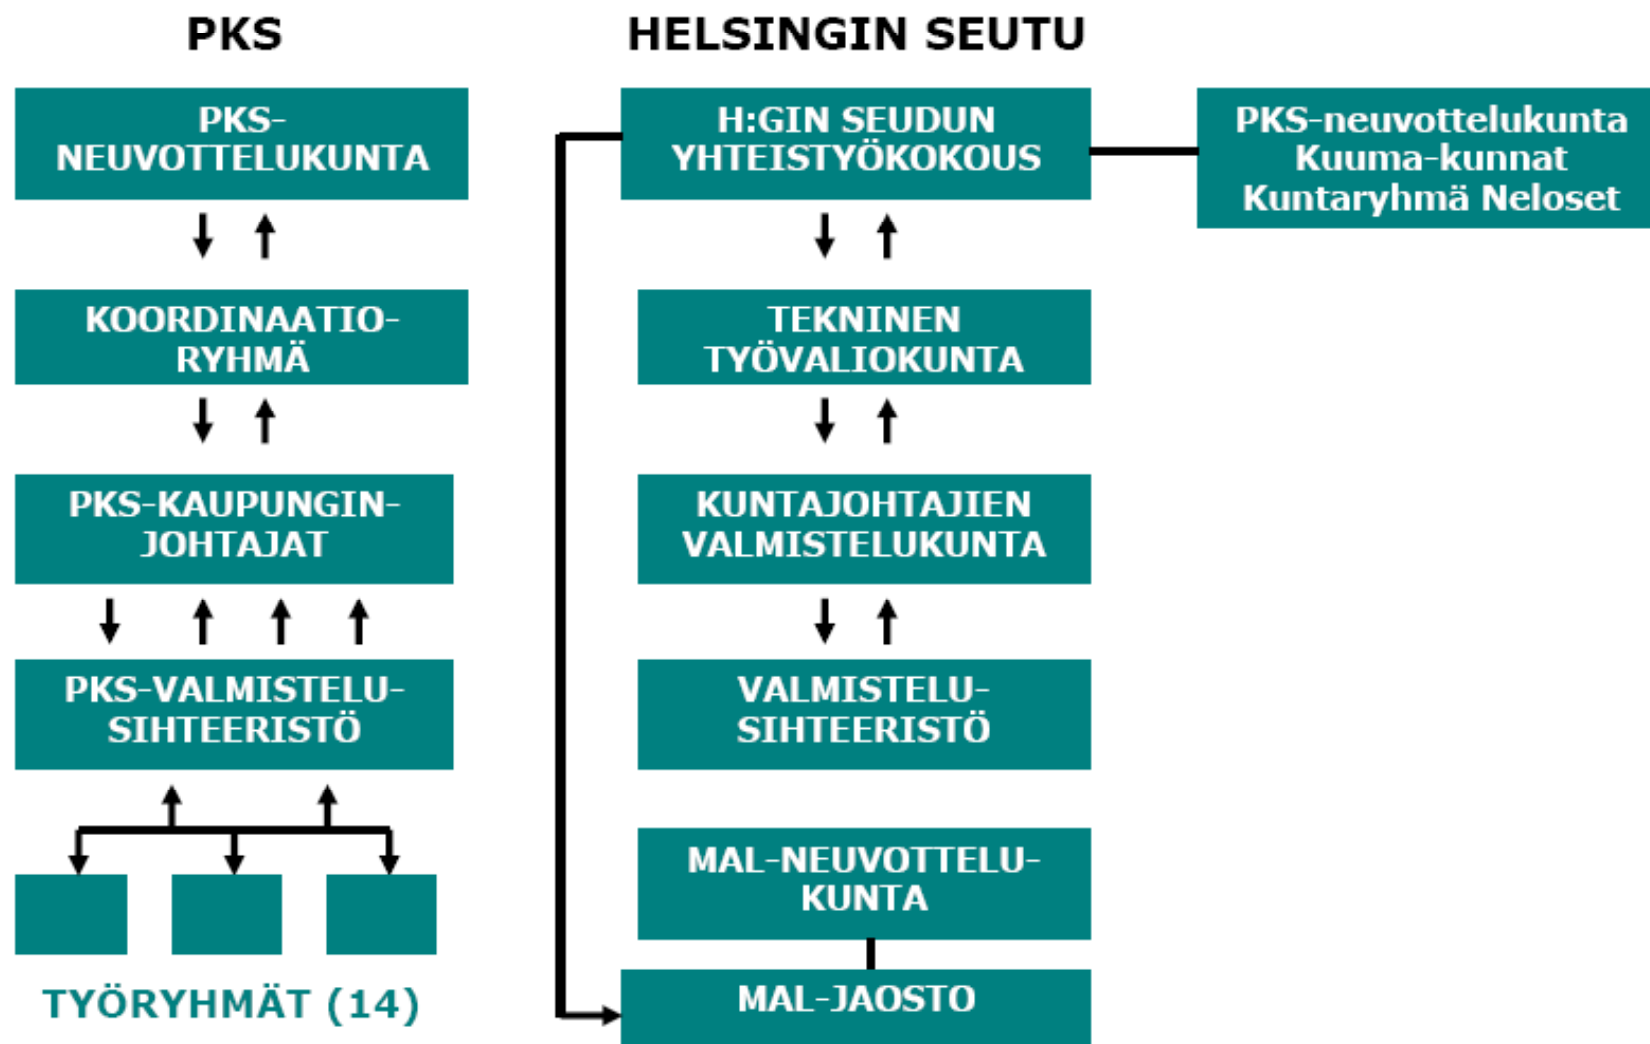 PKS
PKS-
NEUVOTTELUKUNTA
KOORDINAATIO-
RYHMÄ
PKS-KAUPUNGIN-
JOHTAJAT
PKS-VALMISTELU-
SIHTEERISTÖ
TYÖRYHMÄT (14)
HELSINGIN SEUTU
H:GIN SEUDUN
YHTEISTYÖKOKOUS
PKS-neuvottelukunta
Kuuma-kunnat
Kuntaryhmä Neloset
TEKNINEN
TYÖVALIOKUNTA
KUNTAJOHTAJIEN
VALMISTELUKUNTA
VALMISTELU-
SIHTEERISTÖ
MAL-NEUVOTTELU-
KUNTA
MAL-JAOSTO